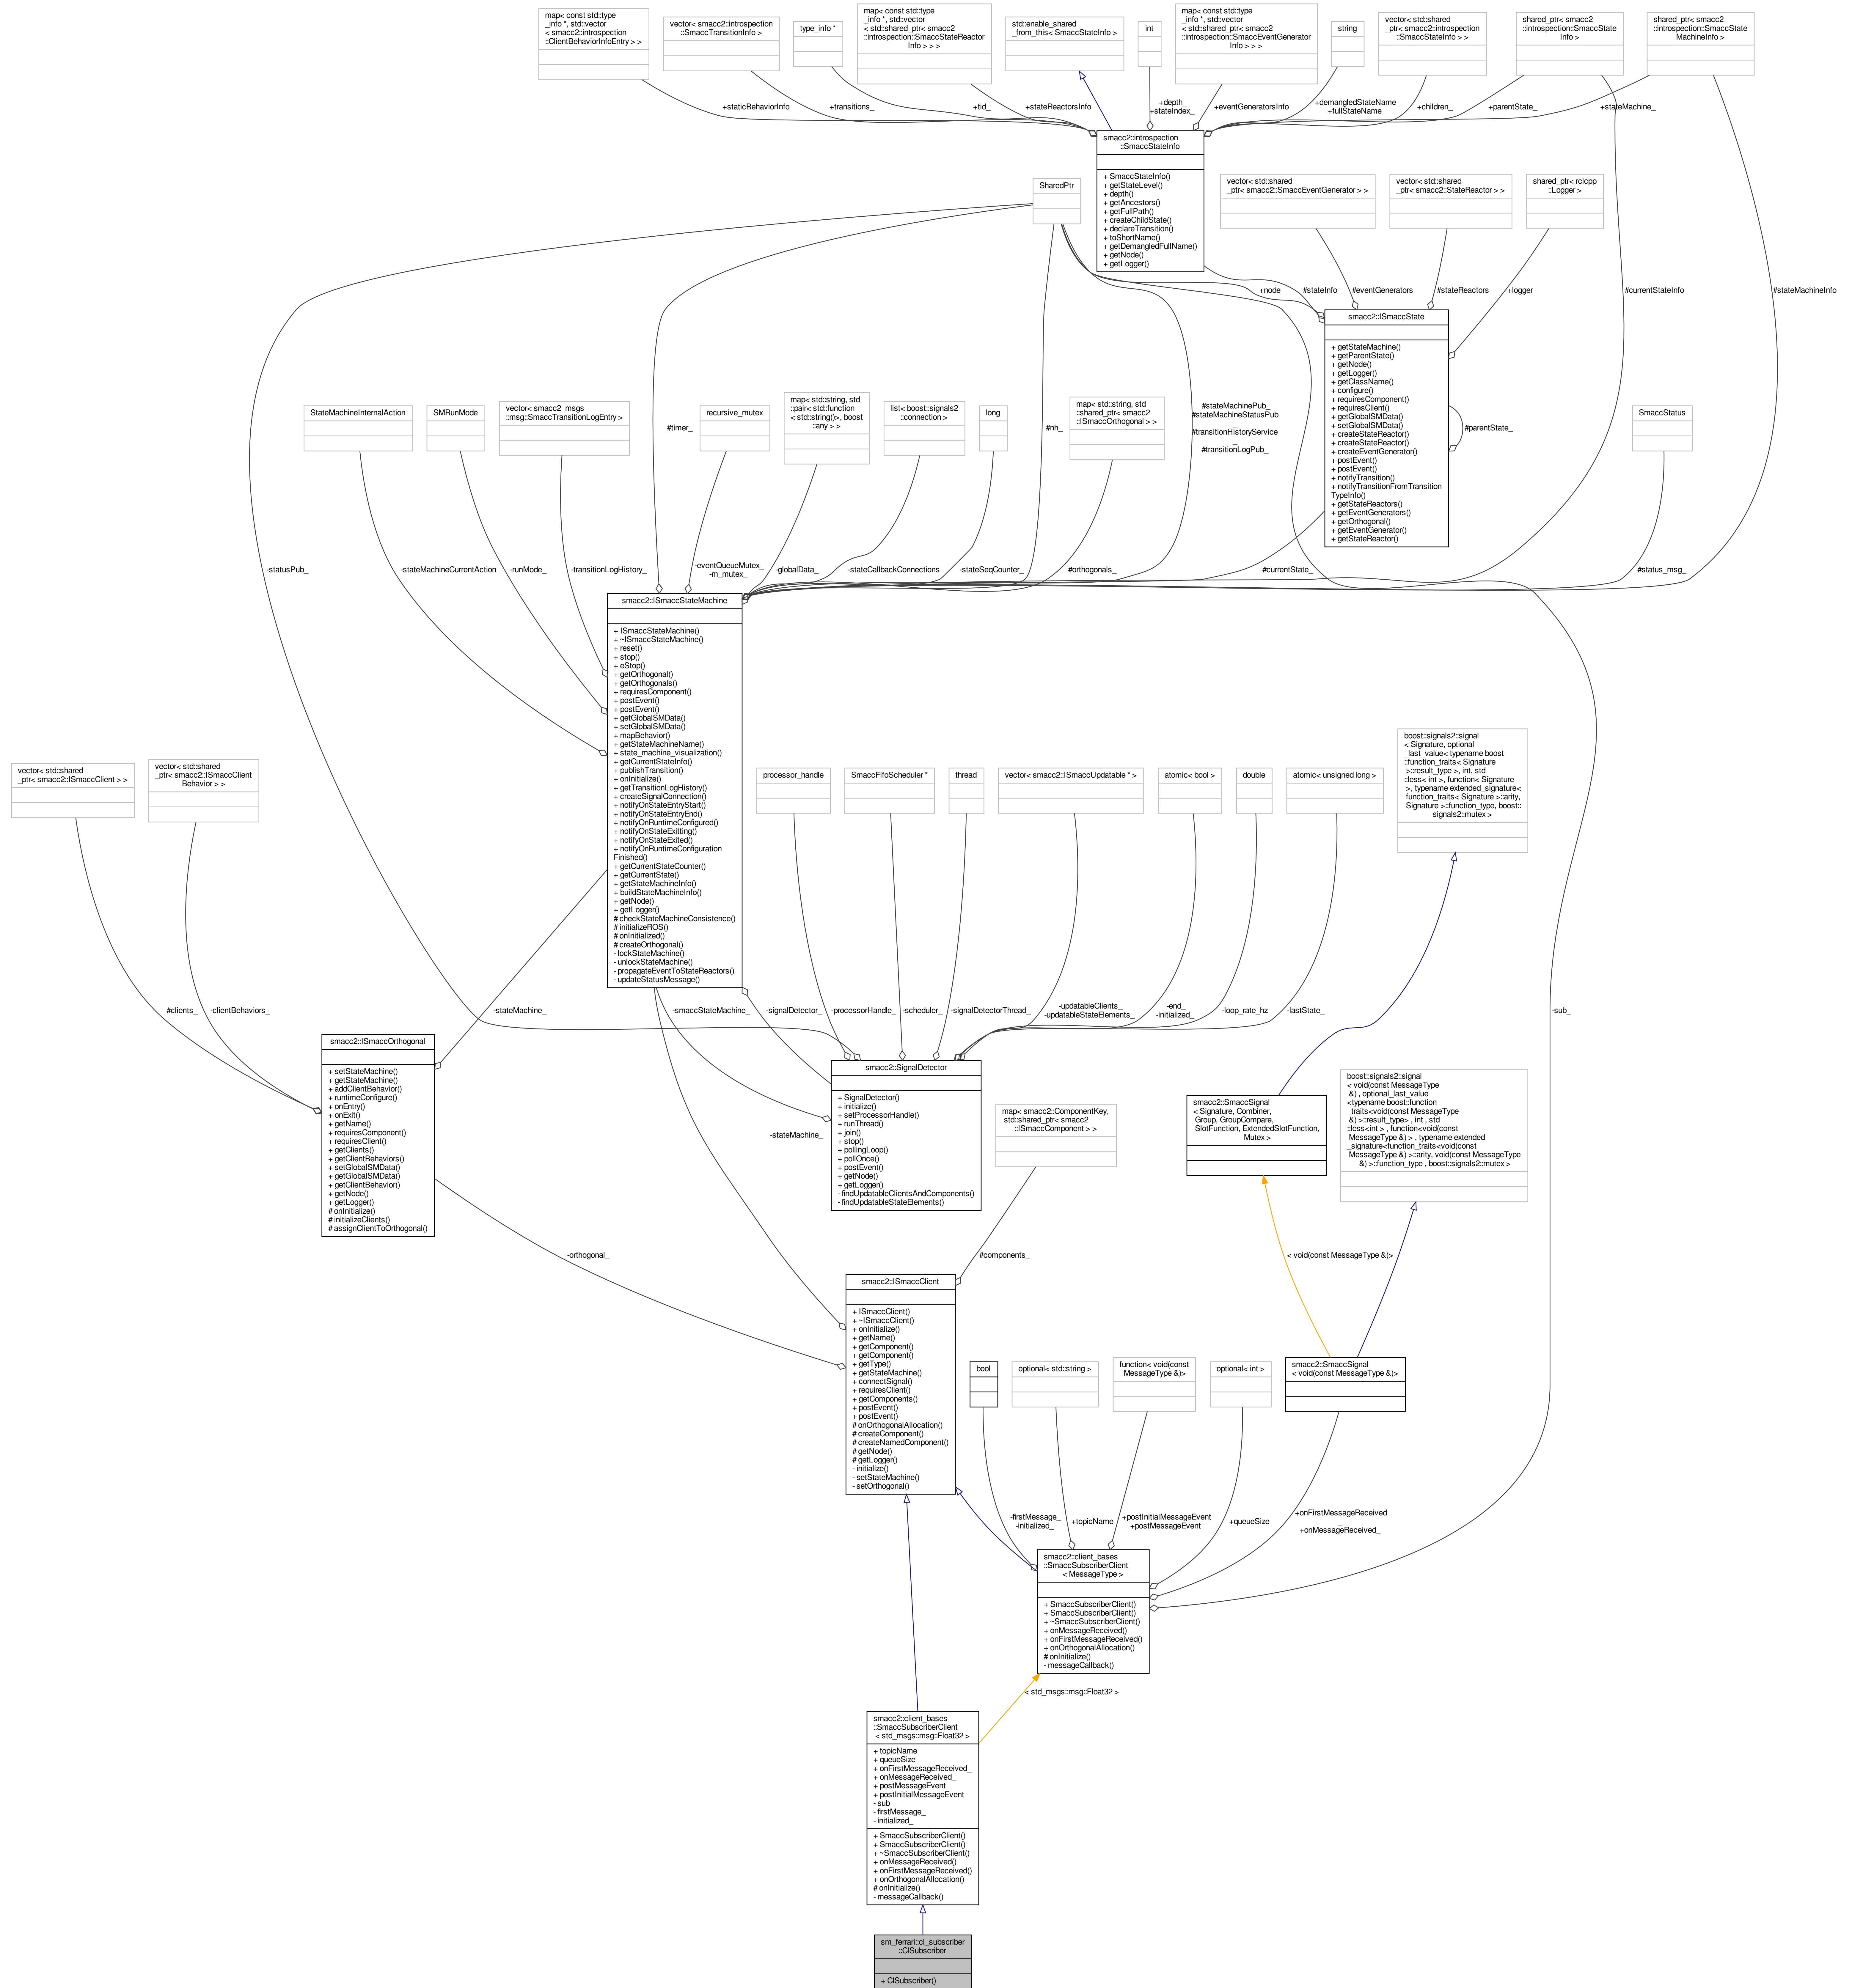 map< const std::type
_info *, std::vector
< smacc2::introspection
::ClientBehaviorInfoEntry > >
vector< smacc2::introspection
::SmaccTransitionInfo >
type_info *
map< const std::type
_info *, std::vector
< std::shared_ptr< smacc2
::introspection::SmaccStateReactor
Info > > >
std::enable_shared
_from_this< SmaccStateInfo >
int
map< const std::type
_info *, std::vector
< std::shared_ptr< smacc2
::introspection::SmaccEventGenerator
Info > > >
string
vector< std::shared
_ptr< smacc2::introspection
::SmaccStateInfo > >
shared_ptr< smacc2
::introspection::SmaccState
Info >
shared_ptr< smacc2
::introspection::SmaccState
MachineInfo >
+staticBehaviorInfo
+transitions_
+tid_
+stateReactorsInfo
+depth_
+stateIndex_
+eventGeneratorsInfo
+demangledStateName
+fullStateName
+children_
+parentState_
+stateMachine_
smacc2::introspection
::SmaccStateInfo
+ SmaccStateInfo()
+ getStateLevel()
+ depth()
+ getAncestors()
+ getFullPath()
+ createChildState()
+ declareTransition()
+ toShortName()
+ getDemangledFullName()
+ getNode()
+ getLogger()
SharedPtr
vector< std::shared
_ptr< smacc2::SmaccEventGenerator > >
vector< std::shared
_ptr< smacc2::StateReactor > >
shared_ptr< rclcpp
::Logger >
+node_
#stateInfo_
#eventGenerators_
#stateReactors_
+logger_
#currentStateInfo_
#stateMachineInfo_
smacc2::ISmaccState
+ getStateMachine()
+ getParentState()
+ getNode()
+ getLogger()
+ getClassName()
+ configure()
+ requiresComponent()
+ requiresClient()
+ getGlobalSMData()
+ setGlobalSMData()
+ createStateReactor()
+ createStateReactor()
+ createEventGenerator()
+ postEvent()
+ postEvent()
+ notifyTransition()
+ notifyTransitionFromTransition
TypeInfo()
+ getStateReactors()
+ getEventGenerators()
+ getOrthogonal()
+ getEventGenerator()
+ getStateReactor()
#parentState_
StateMachineInternalAction
SMRunMode
vector< smacc2_msgs
::msg::SmaccTransitionLogEntry >
#timer_
recursive_mutex
map< std::string, std
::pair< std::function
< std::string()>, boost
::any > >
list< boost::signals2
::connection >
long
#nh_
map< std::string, std
::shared_ptr< smacc2
::ISmaccOrthogonal > >
#stateMachinePub_
#stateMachineStatusPub
_
#transitionHistoryService
_
#transitionLogPub_
SmaccStatus
-statusPub_
-stateMachineCurrentAction
-runMode_
-transitionLogHistory_
-eventQueueMutex_
-m_mutex_
-globalData_
-stateCallbackConnections
-stateSeqCounter_
#orthogonals_
#currentState_
#status_msg_
smacc2::ISmaccStateMachine
+ ISmaccStateMachine()
+ ~ISmaccStateMachine()
+ reset()
+ stop()
+ eStop()
+ getOrthogonal()
+ getOrthogonals()
+ requiresComponent()
+ postEvent()
+ postEvent()
+ getGlobalSMData()
+ setGlobalSMData()
+ mapBehavior()
+ getStateMachineName()
+ state_machine_visualization()
+ getCurrentStateInfo()
+ publishTransition()
+ onInitialize()
+ getTransitionLogHistory()
+ createSignalConnection()
+ notifyOnStateEntryStart()
+ notifyOnStateEntryEnd()
+ notifyOnRuntimeConfigured()
+ notifyOnStateExitting()
+ notifyOnStateExited()
+ notifyOnRuntimeConfiguration
Finished()
+ getCurrentStateCounter()
+ getCurrentState()
+ getStateMachineInfo()
+ buildStateMachineInfo()
+ getNode()
+ getLogger()
# checkStateMachineConsistence()
# initializeROS()
# onInitialized()
# createOrthogonal()
- lockStateMachine()
- unlockStateMachine()
- propagateEventToStateReactors()
- updateStatusMessage()
vector< std::shared
_ptr< smacc2::ISmaccClient > >
vector< std::shared
_ptr< smacc2::ISmaccClient
Behavior > >
processor_handle
SmaccFifoScheduler *
thread
vector< smacc2::ISmaccUpdatable * >
atomic< bool >
double
atomic< unsigned long >
boost::signals2::signal
< Signature, optional
_last_value< typename boost
::function_traits< Signature
>::result_type >, int, std
::less< int >, function< Signature
>, typename extended_signature<
function_traits< Signature >::arity,
Signature >::function_type, boost::
signals2::mutex >
#clients_
-clientBehaviors_
-stateMachine_
-smaccStateMachine_
-signalDetector_
-processorHandle_
-scheduler_
-signalDetectorThread_
-updatableClients_
-updatableStateElements_
-end_
-initialized_
-loop_rate_hz
-lastState_
-sub_
smacc2::ISmaccOrthogonal
+ setStateMachine()
+ getStateMachine()
+ addClientBehavior()
+ runtimeConfigure()
+ onEntry()
+ onExit()
+ getName()
+ requiresComponent()
+ requiresClient()
+ getClients()
+ getClientBehaviors()
+ setGlobalSMData()
+ getGlobalSMData()
+ getClientBehavior()
+ getNode()
+ getLogger()
# onInitialize()
# initializeClients()
# assignClientToOrthogonal()
smacc2::SignalDetector
+ SignalDetector()
+ initialize()
+ setProcessorHandle()
+ runThread()
+ join()
+ stop()
+ pollingLoop()
+ pollOnce()
+ postEvent()
+ getNode()
+ getLogger()
- findUpdatableClientsAndComponents()
- findUpdatableStateElements()
-stateMachine_
map< smacc2::ComponentKey,
std::shared_ptr< smacc2
::ISmaccComponent > >
smacc2::SmaccSignal
< Signature, Combiner,
Group, GroupCompare,
SlotFunction, ExtendedSlotFunction,
Mutex >
boost::signals2::signal
< void(const MessageType
&) , optional_last_value
<typename boost::function
_traits<void(const MessageType
&) >::result_type> , int , std
::less<int > , function<void(const
MessageType &) > , typename extended
_signature<function_traits<void(const
MessageType &) >::arity, void(const MessageType
&) >::function_type , boost::signals2::mutex >
-orthogonal_
#components_
< void(const MessageType &)>
smacc2::ISmaccClient
+ ISmaccClient()
+ ~ISmaccClient()
+ onInitialize()
+ getName()
+ getComponent()
+ getComponent()
+ getType()
+ getStateMachine()
+ connectSignal()
+ requiresClient()
+ getComponents()
+ postEvent()
+ postEvent()
# onOrthogonalAllocation()
# createComponent()
# createNamedComponent()
# getNode()
# getLogger()
- initialize()
- setStateMachine()
- setOrthogonal()
bool
optional< std::string >
function< void(const
MessageType &)>
optional< int >
smacc2::SmaccSignal
< void(const MessageType &)>
-firstMessage_
-initialized_
+topicName
+postInitialMessageEvent
+postMessageEvent
+queueSize
+onFirstMessageReceived
_
+onMessageReceived_
smacc2::client_bases
::SmaccSubscriberClient
< MessageType >
+ SmaccSubscriberClient()
+ SmaccSubscriberClient()
+ ~SmaccSubscriberClient()
+ onMessageReceived()
+ onFirstMessageReceived()
+ onOrthogonalAllocation()
# onInitialize()
- messageCallback()
< std_msgs::msg::Float32 >
smacc2::client_bases
::SmaccSubscriberClient
< std_msgs::msg::Float32 >
+ topicName
+ queueSize
+ onFirstMessageReceived_
+ onMessageReceived_
+ postMessageEvent
+ postInitialMessageEvent
- sub_
- firstMessage_
- initialized_
+ SmaccSubscriberClient()
+ SmaccSubscriberClient()
+ ~SmaccSubscriberClient()
+ onMessageReceived()
+ onFirstMessageReceived()
+ onOrthogonalAllocation()
# onInitialize()
- messageCallback()
sm_ferrari::cl_subscriber
::ClSubscriber
+ ClSubscriber()